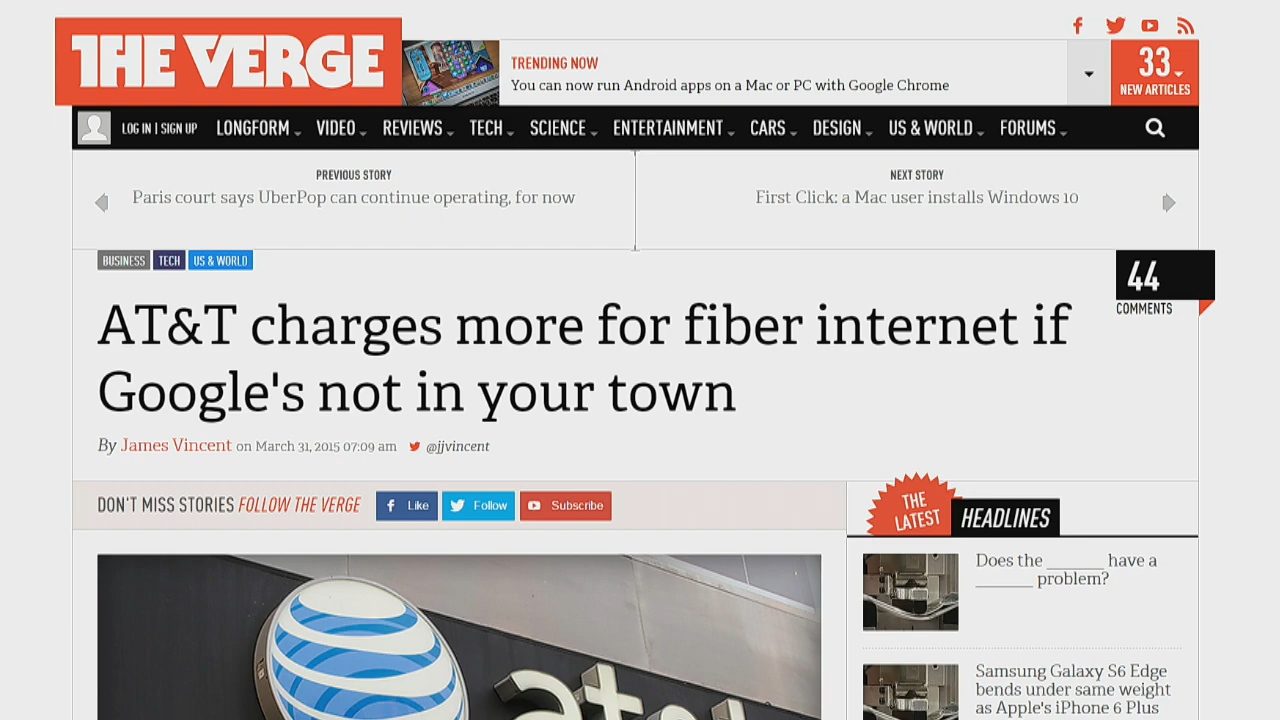 THE VERGE
TRENDING NOW
You can now run Android apps on a Mac or PC with Google Chrome
33
NEW ARTICLES
LOG IN | SIGN UP LONGFORM VIDEO REVIEWS TECH SCIENCE ENTERTAINMENT CARS DESIGN US & WORLD FORUMS
PREVIOUS STORY
Paris court says UberPop can continue operating, for now
NEXT STORY
First Click: a Mac user installs Windows 10
BUSINESS TECH US & WORLD
44
COMMENTS
AT&T charges more for fiber internet if
Google's not in your town
By James Vincent on March 31, 2015 07:09 am @jjvincent
DON'T MISS STORIES FOLLOW THE VERGE Like Follow Subscribe
THE
LATEST
HEADLINES
Does the _______ have a
_______ problem?
Samsung Galaxy S6 Edge
bends under same weight
as Apple's iPhone 6 Plus
at&t